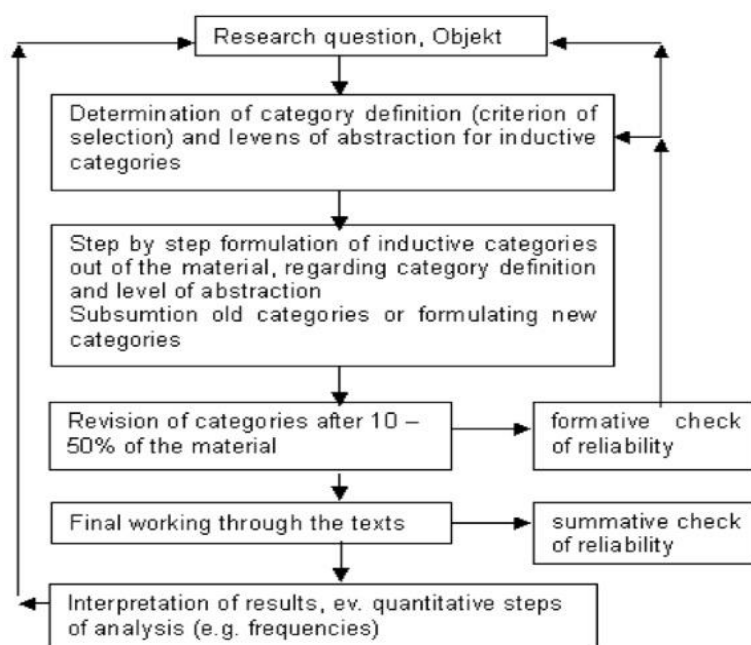 Research question, Objekt
Determination of category definition (criterion of
selection) and levens of abstraction for inductive
categories
Step by step formulation of inductive categories
out of the material, regarding category definition
and level of abstraction
Subsumtion old categories or formulating new
categories
Revision of categories after 10 –
50% of the material
formative check
of reliability
Final working through the texts
summative check
of reliability
Interpretation of results, ev. quantitative steps
of analysis (e.g. frequencies)